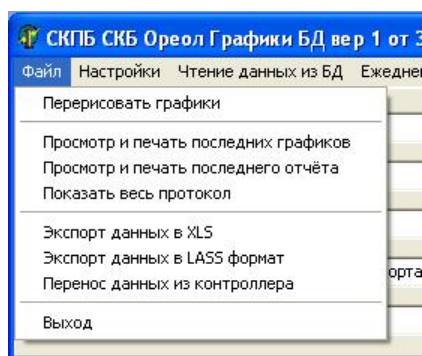 СКПБ СКБ Ореол Графики БД вер 1 от
Файл Настройки Чтение данных из БД
Перерисовать графики
Просмотр и печать последних графиков
Просмотр и печать последнего отчёта
Показать весь протокол
Экспорт данных в XLS
Экспорт данных в LASS формат
Перенос данных из контроллера
Выход